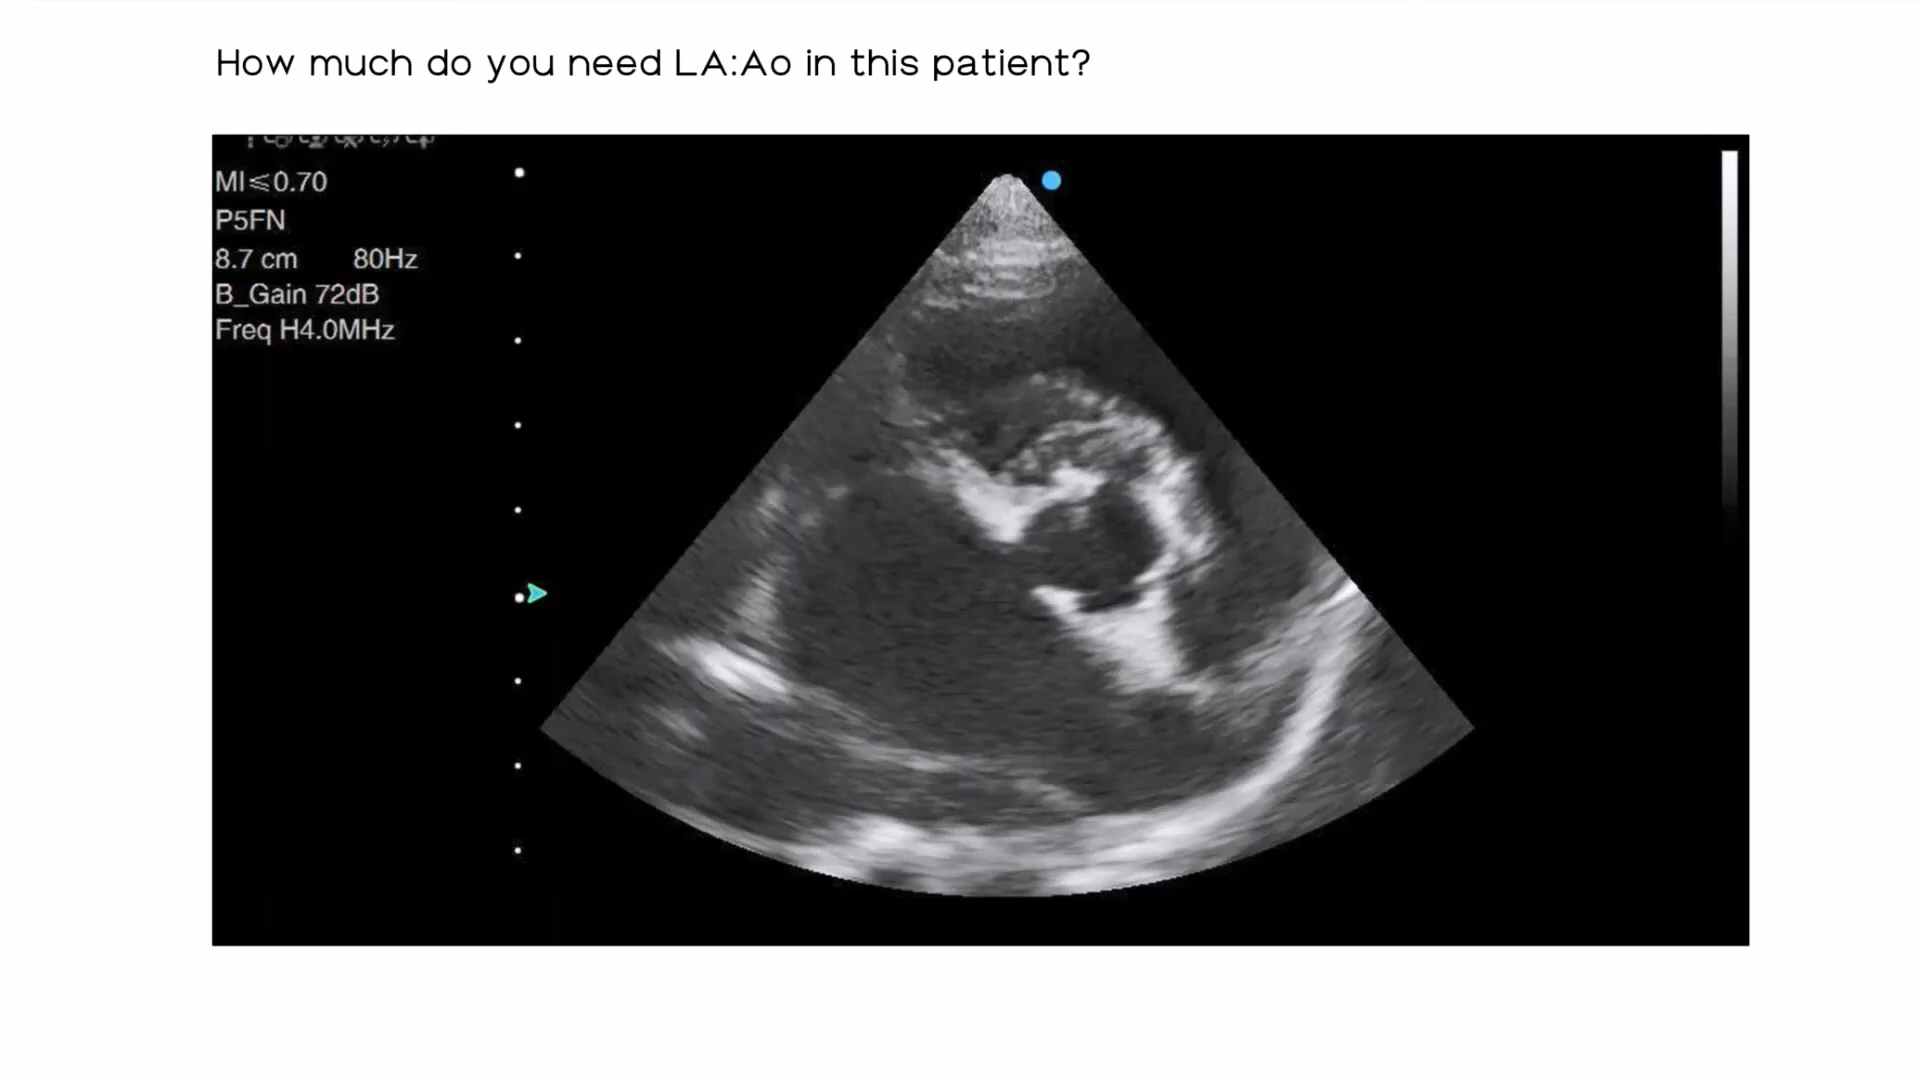 How much do you need LA:Ao in this patient?
MI≤0.70
P5FN
8.7 cm 80Hz
B_Gain 72dB
Freq H4.0MHz